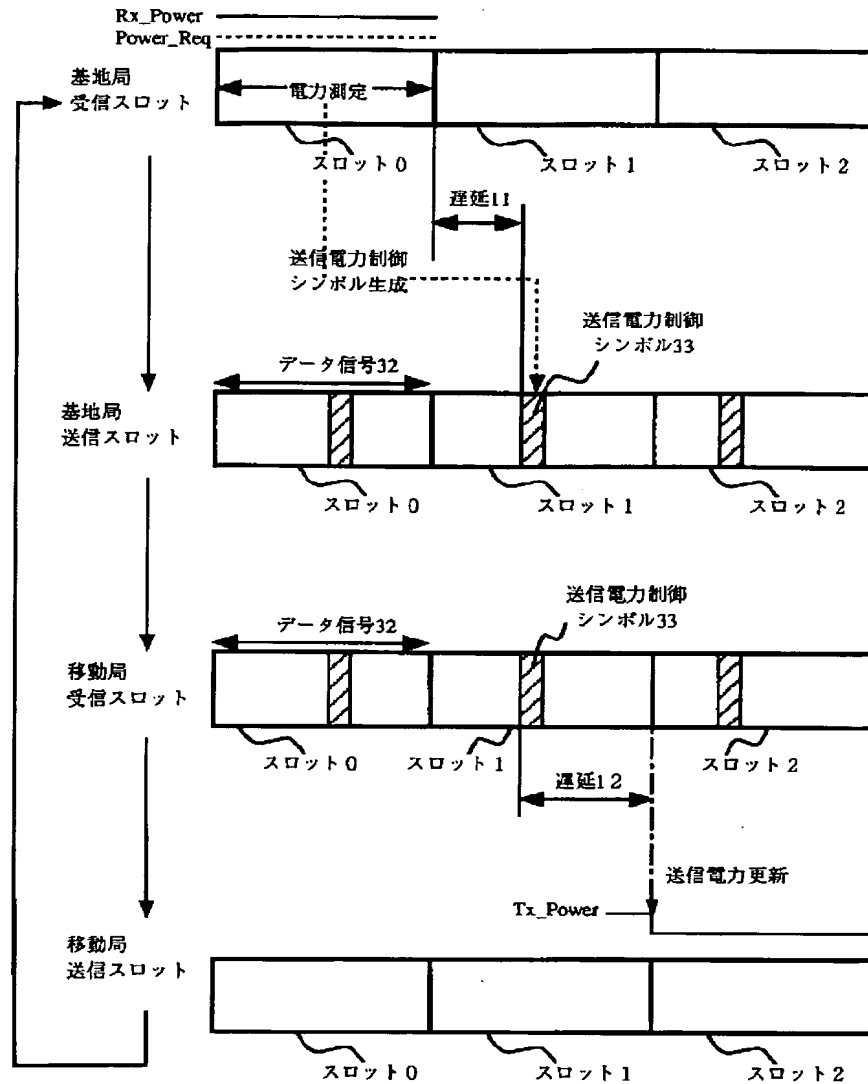 Rx_Power
Power_Req
基地局
受信スロット
電力測定
スロット0
スロット1
スロット2
遅延11
送信電力制御
シンボル生成
送信電力制御
シンボル33
データ信号32
基地局
送信スロット
スロット0
スロット1
スロット2
送信電力制御
シンボル33
データ信号32
移動局
受信スロット
スロット0
スロット1
スロット2
遅延12
送信電力更新
Tx_Power
移動局
送信スロット
スロット0
スロット1
スロット2